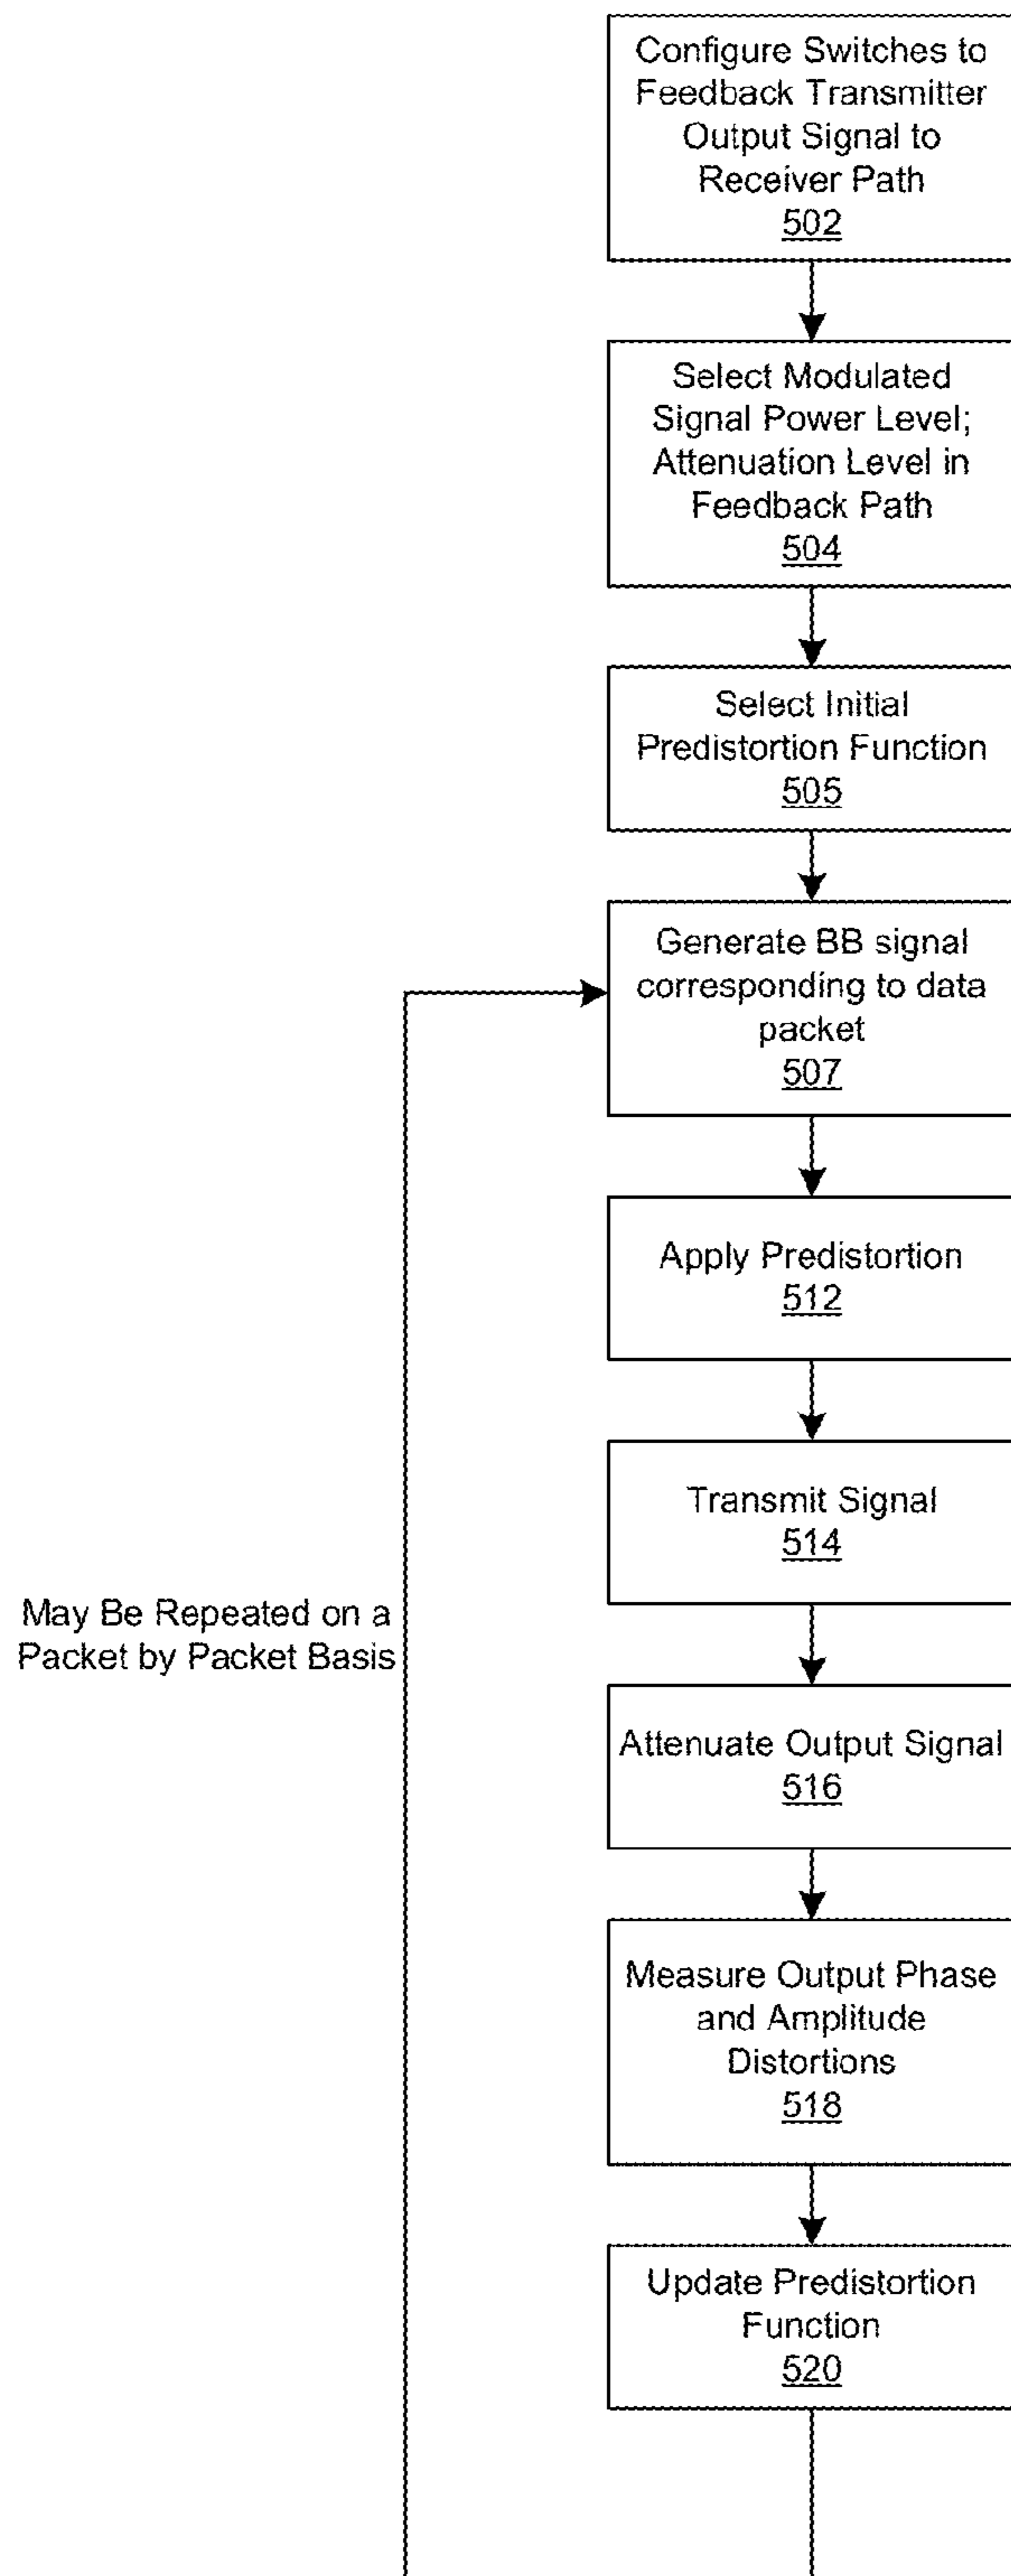 Configure Switches to
Feedback Transmitter
Output Signal to
Receiver Path
502
Select Modulated
Signal Power Level;
Attenuation Level in
Feedback Path
504
Select Initial
Predistortion Function
505
Generate BB signal
corresponding to data
packet
507
Apply Predistortion
512
Transmit Signal
514
May Be Repeated on a
Packet by Packet Basis
Attenuate Output Signal
516
Measure Output Phase
and Amplitude
Distortions
518
Update Predistortion
Function
520